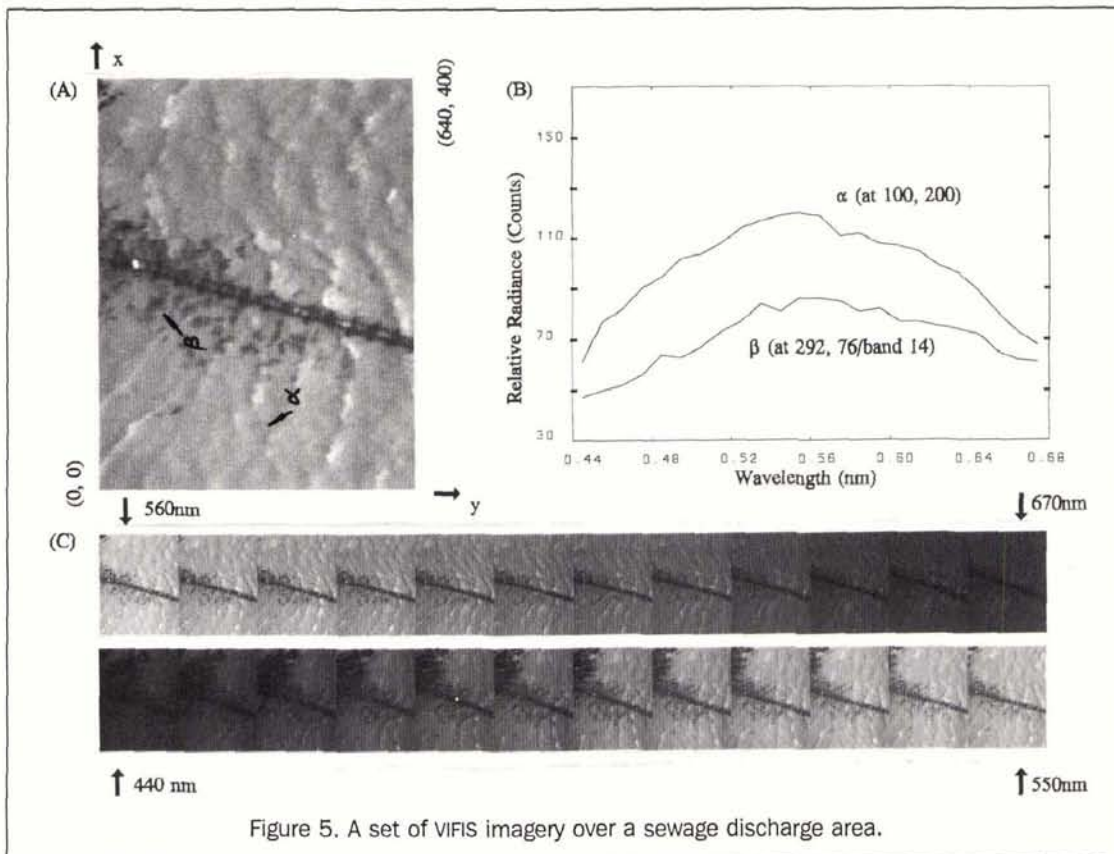 x
(A)
(640, 400)
β
α
(0, 0)
y
(B)
150
110
70
30
Relative Radiance (Counts)
α (at 100, 200)
β (at 292, 76/band 14)
0.44 0.48 0.52 0.56 0.60 0.64 0.68
Wavelength (nm)
560nm
670nm
(C)
440 nm
550nm
Figure 5. A set of VIFIS imagery over a sewage discharge area.